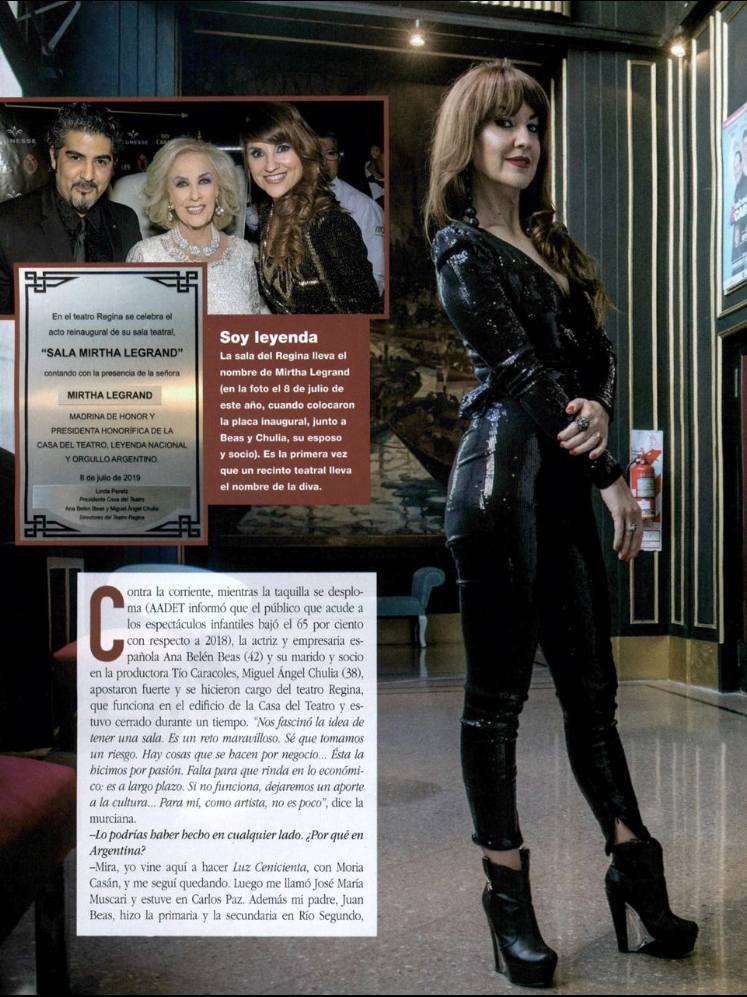 UNESSE
TÍO
UNESSE
En el teatro Regina se celebra el
acto reinaugural de su sala teatral,
"SALA MIRTHA LEGRAND"
contando con la presencia de la señora
MIRTHA LEGRAND
MADRINA DE HONOR Y
PRESIDENTA HONORÍFICA DE LA
CASA DEL TEATRO, LEYENDA NACIONAL
Y ORGULLO ARGENTINO.
8 de julio de 2019
Linda Peretz
Presidente Casa del Teatro
Ana Belén Beas y Miguel Ángel Chulia
Directores del Teatro Regina
Soy leyenda
La sala del Regina lleva el
nombre de Mirtha Legrand
(en la foto el 8 de julio de
este año, cuando colocaron
la placa inaugural, junto a
Beas y Chulia, su esposo
y socio). Es la primera vez
que un recinto teatral lleva
el nombre de la diva.
Contra la corriente, mientras la taquilla se desplo-
ma (AADET informó que el público que acude a
los espectáculos infantiles bajó el 65 por ciento
con respecto a 2018), la actriz y empresaria es-
pañola Ana Belén Beas (42) y su marido y socio
en la productora Tío Caracoles, Miguel Ángel Chulia (38),
apostaron fuerte y se hicieron cargo del teatro Regina,
que funciona en el edificio de la Casa del Teatro y es-
tuvo cerrado durante un tiempo. "Nos fascinó la idea de
tener una sala. Es un reto maravilloso. Sé que tomamos
un riesgo. Hay cosas que se hacen por negocio... Ésta la
hicimos por pasión. Falta para que rinda en lo económi-
co: es a largo plazo. Si no funciona, dejaremos un aporte
a la cultura... Para mí, como artista, no es poco", dice la
murciana.
–Lo podrías haber hecho en cualquier lado. ¿Por qué en
Argentina?
–Mira, yo vine aquí a hacer Luz Cenicienta, con Moria
Casán, y me seguí quedando. Luego me llamó José María
Muscari y estuve en Carlos Paz. Además mi padre, Juan
Beas, hizo la primaria y la secundaria en Río Segundo,